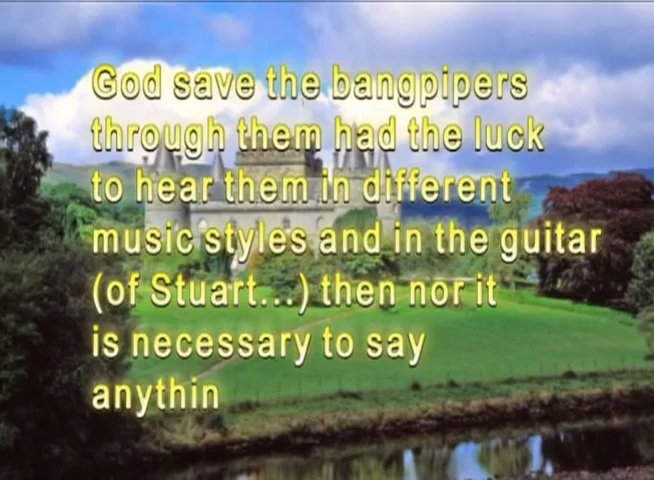 God save the bangpipers
through them had the luck
to hear them in different
music styles and in the guitar
(of Stuart...) then nor it
is necessary to say
anythin